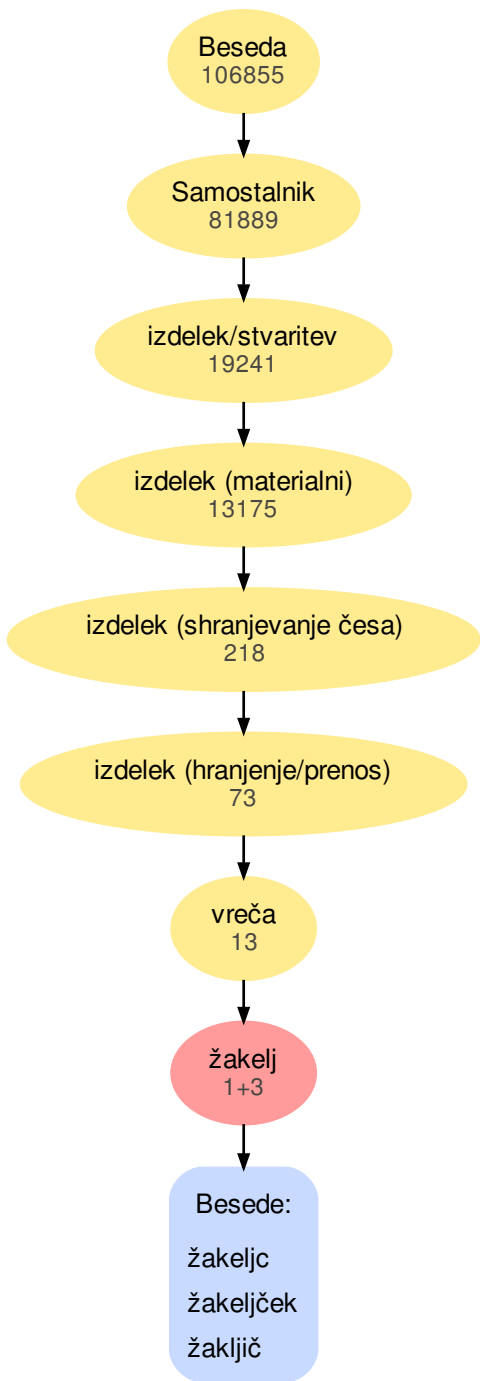 Beseda
106855
Samostalnik
81889
izdelek/stvaritev
19241
izdelek (materialni)
13175
izdelek (shranjevanje česa)
218
izdelek (hranjenje/prenos)
73
vreča
13
žakelj
1+3
Besede:
žakeljc
žakeljček
žakljič